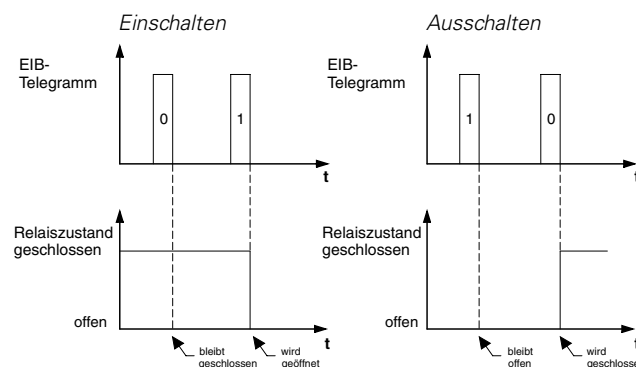 Einschalten
EIB-
Telegramm
0
1
t
Relaiszustand
geschlossen
offen
t
bleibt
geschlossen
wird
geöffnet
Ausschalten
EIB-
Telegramm
1
0
t
Relaiszustand
geschlossen
offen
t
bleibt
offen
wird
geschlosse